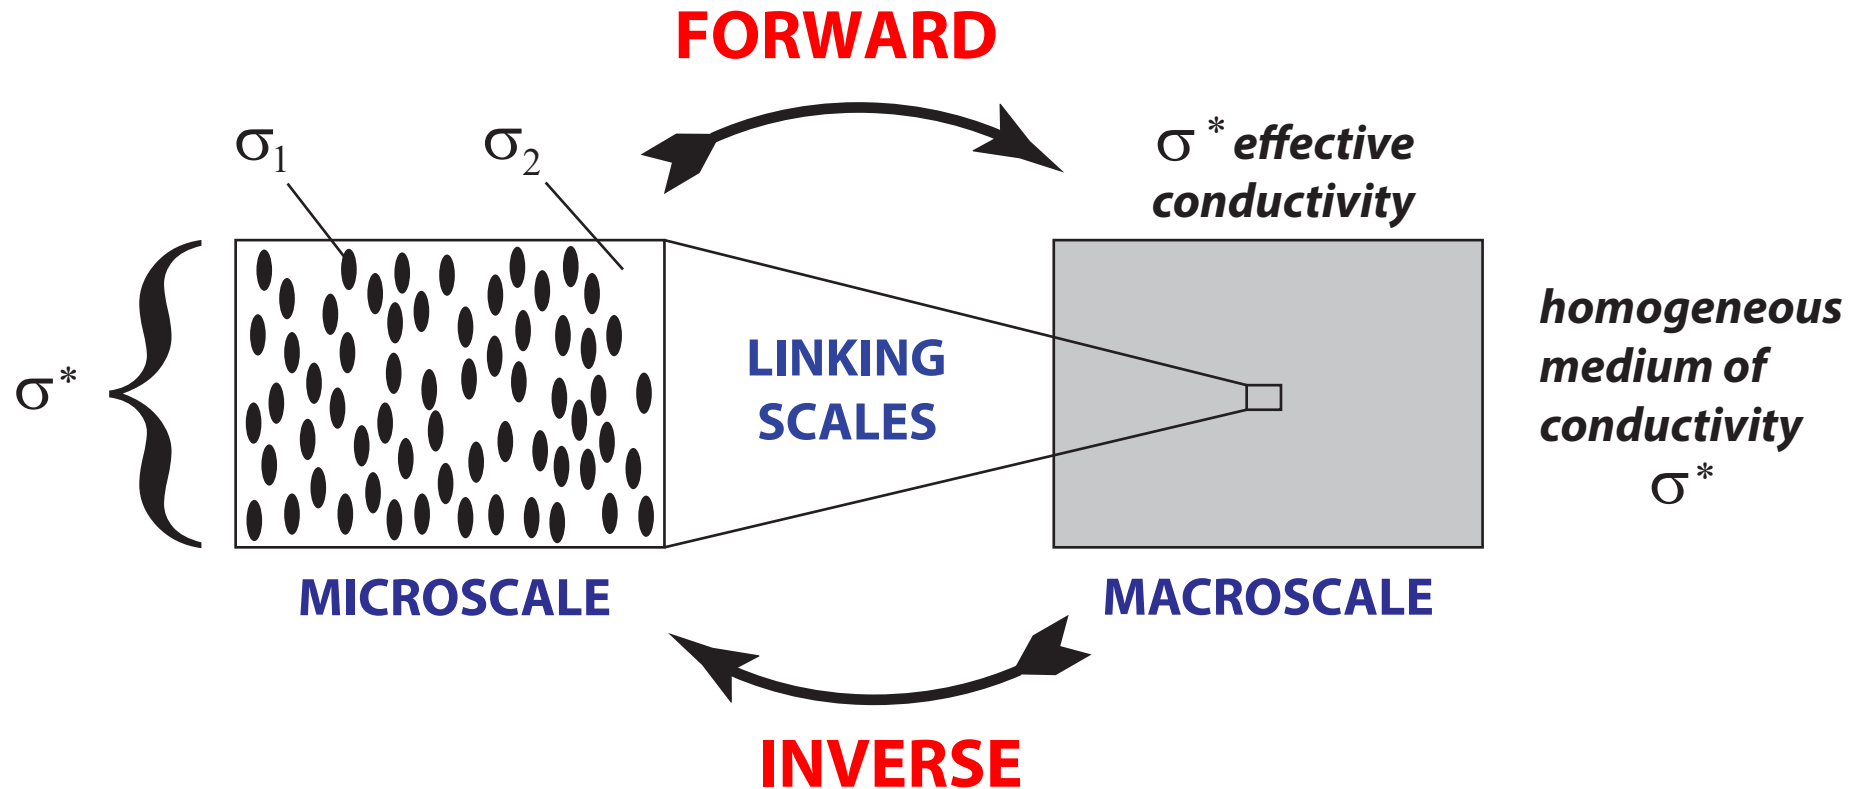 FORWARD
σ₁
σ₂
σ* effective
conductivity
σ*
LINKING
SCALES
homogeneous
medium of
conductivity
σ*
MICROSCALE
MACROSCALE
INVERSE